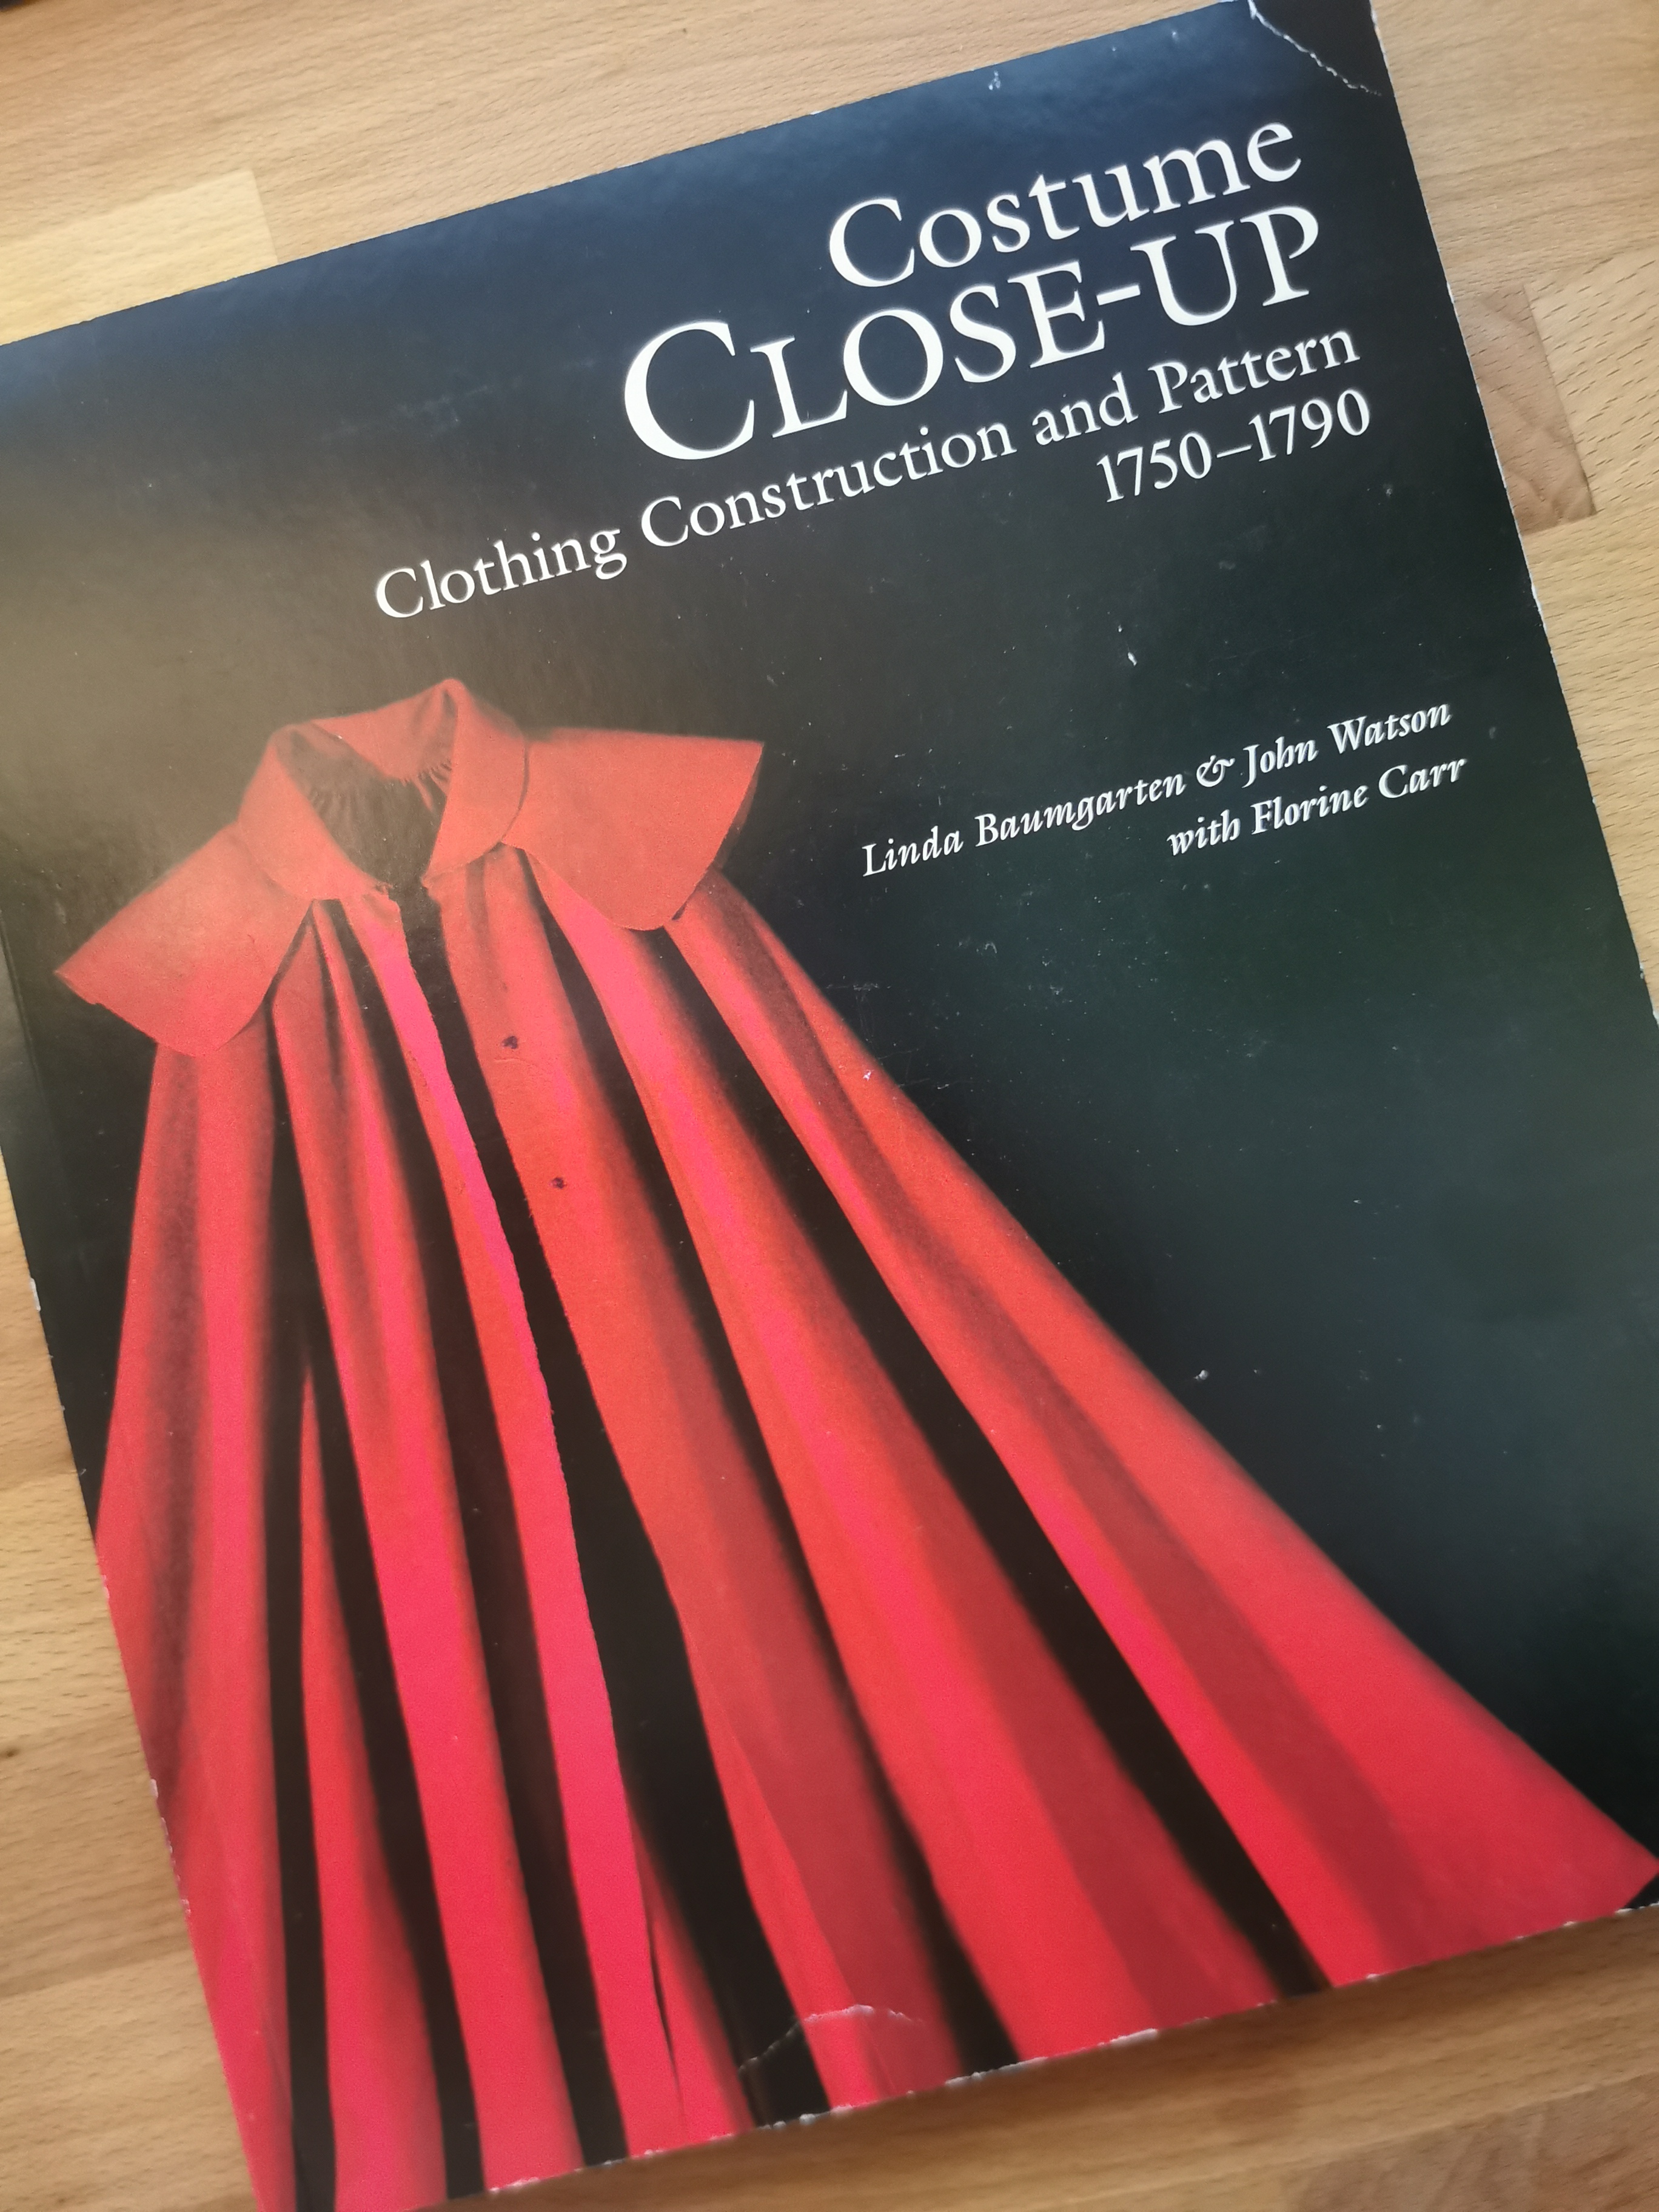 Costume
CLOSE-UP
Clothing Construction and Pattern
1750–1790
Linda Baumgarten & John Watson
with Florine Carr